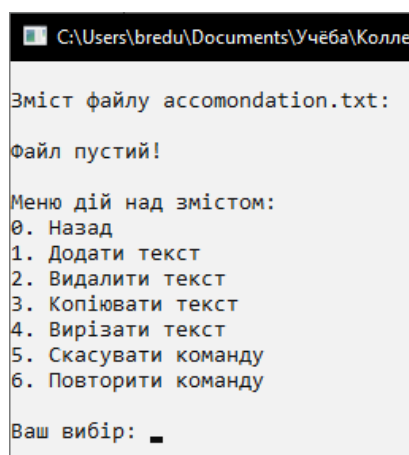 C:\Users\bredu\Documents\Учёба\Колле
Зміст файлу accomondation.txt:
Файл пустий!
Меню дій над змістом:
0. Назад
1. Додати текст
2. Видалити текст
3. Копіювати текст
4. Вирізати текст
5. Скасувати команду
6. Повторити команду
Ваш вибір: